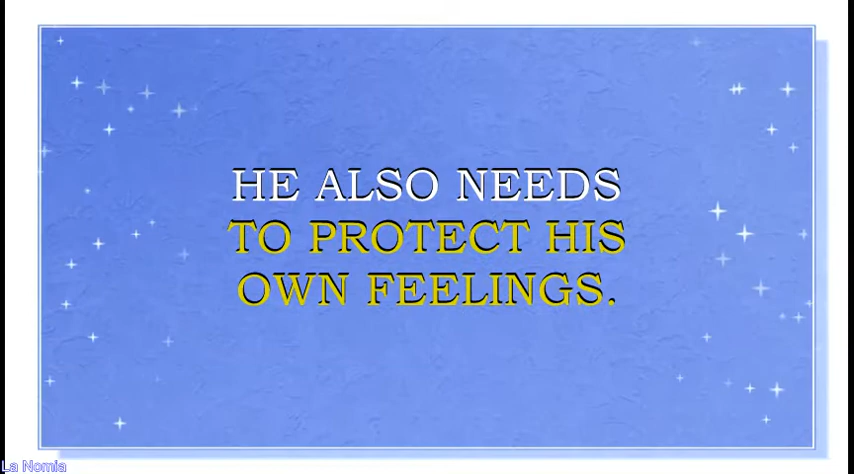 HE ALSO NEEDS
TO PROTECT HIS
OWN FEELINGS.
La Nomia